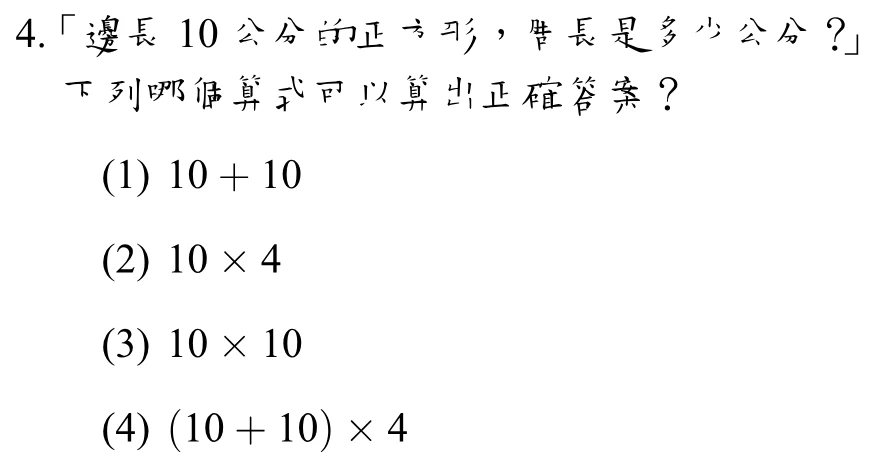 4.「邊長 10 公分的正方形，周長是多少公分？」
下列哪個算式可以算出正確答案？
(1) 10 + 10
(2) 10 × 4
(3) 10 × 10
(4) (10 + 10) × 4